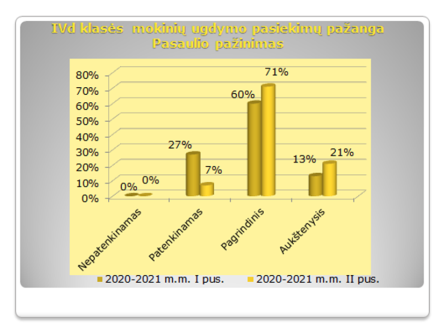 IVd klasės mokinių ugdymo pasiekimų pažanga
Pasaulio pažinimas
80%
70%
60%
50%
40%
30%
20%
10%
0%
0%
0%
27%
7%
60%
71%
13%
21%
Nepatenkinamas
Patenkinamas
Pagrindinis
Aukštenysis
2020-2021 m.m. I pus.
2020-2021 m.m. II pus.